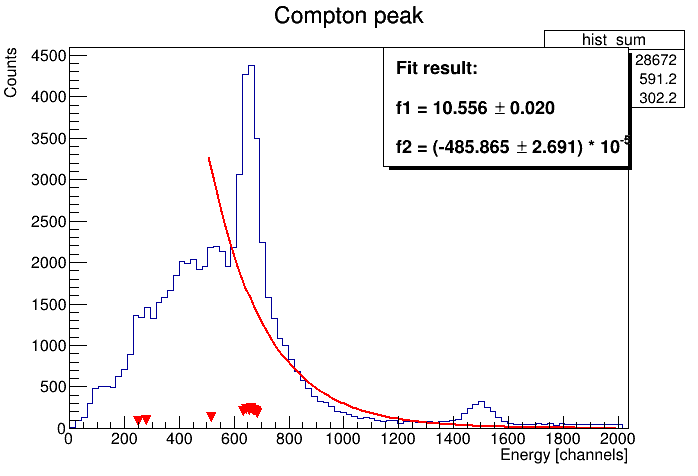 Compton peak
Counts
hist_sum
28672
591.2
302.2
Fit result:
f1 = 10.556 ± 0.020
f2 = (-485.865 ± 2.691) * 10^-5
4500
4000
3500
3000
2500
2000
1500
1000
500
0
0 200 400 600 800 1000 1200 1400 1600 1800 2000
Energy [channels]